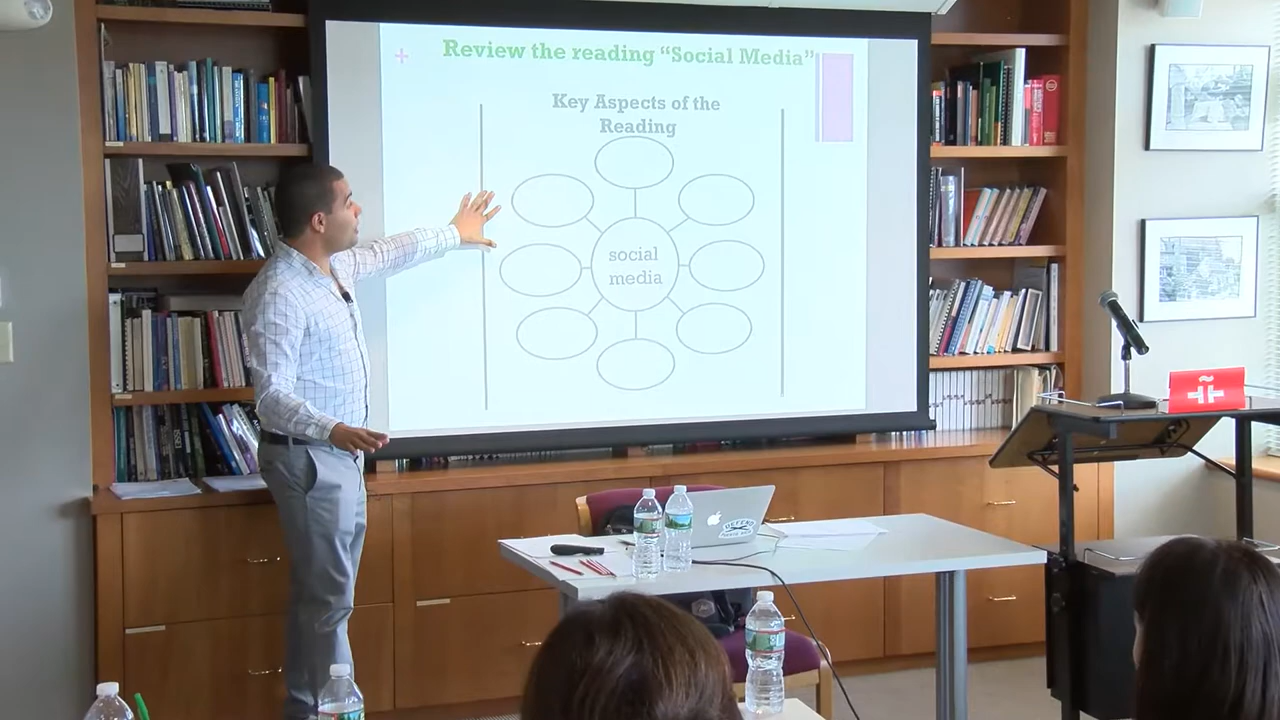 Review the reading “Social Media”
Key Aspects of the
Reading
social
media